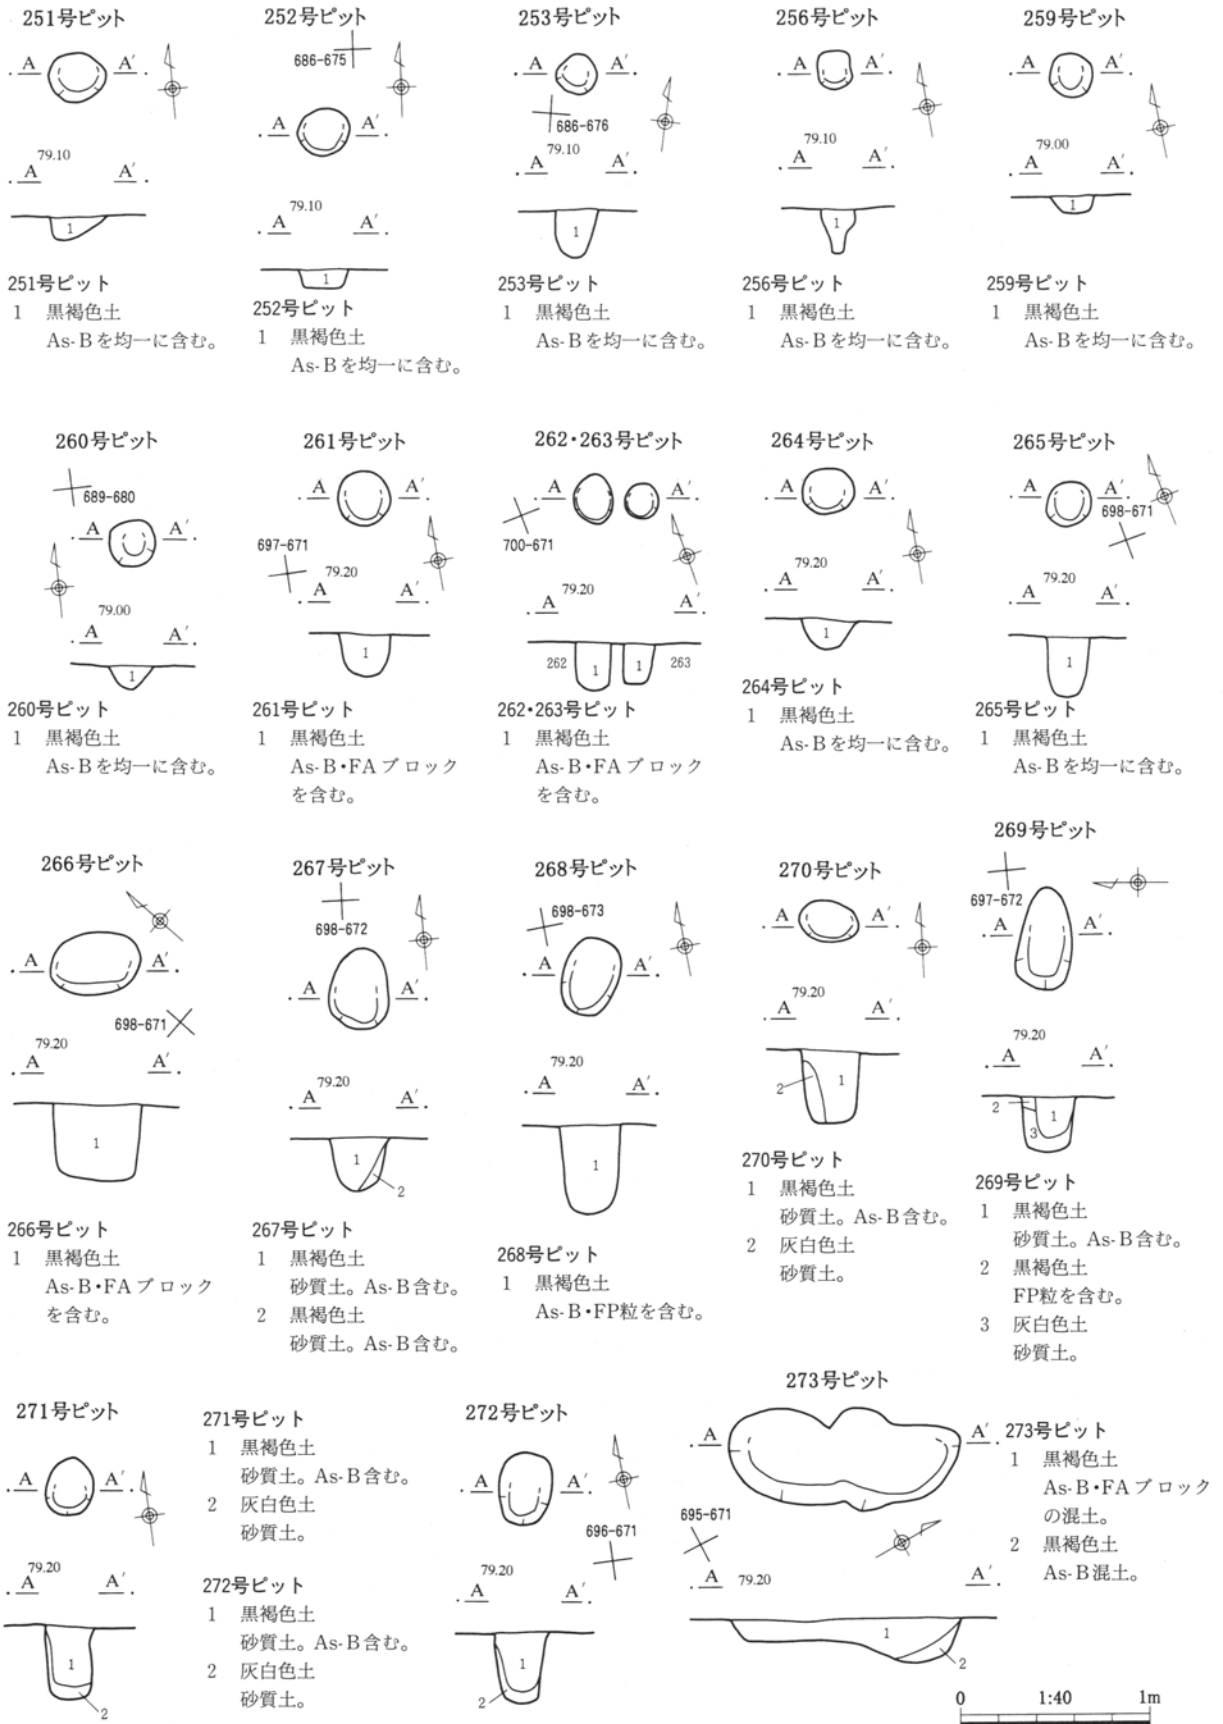 251号ピット
A A′
79.10
A A′
1
251号ピット
1 黒褐色土
As-Bを均一に含む。
252号ピット
686-675
A A′
79.10
A A′
1
252号ピット
1 黒褐色土
As-Bを均一に含む。
253号ピット
A A′
686-676
79.10
A A′
1
253号ピット
1 黒褐色土
As-Bを均一に含む。
256号ピット
A A′
79.10
A A′
1
256号ピット
1 黒褐色土
As-Bを均一に含む。
259号ピット
A A′
79.00
A A′
1
259号ピット
1 黒褐色土
As-Bを均一に含む。
260号ピット
689-680
A A′
79.00
A A′
1
260号ピット
1 黒褐色土
As-Bを均一に含む。
261号ピット
A A′
697-671
79.20
A A′
1
261号ピット
1 黒褐色土
As-B・FAブロック
を含む。
262・263号ピット
A A′
700-671
79.20
A A′
262 1 1 263
262・263号ピット
1 黒褐色土
As-B・FAブロック
を含む。
264号ピット
A A′
79.20
A A′
1
264号ピット
1 黒褐色土
As-Bを均一に含む。
265号ピット
A A′
698-671
79.20
A A′
1
265号ピット
1 黒褐色土
As-Bを均一に含む。
266号ピット
A A′
698-671
79.20
A A′
1
266号ピット
1 黒褐色土
As-B・FAブロック
を含む。
267号ピット
698-672
A A′
79.20
A A′
1
2
267号ピット
1 黒褐色土
砂質土。As-B含む。
2 黒褐色土
砂質土。As-B含む。
268号ピット
698-673
A A′
79.20
A A′
1
268号ピット
1 黒褐色土
As-B・FP粒を含む。
270号ピット
A A′
79.20
A A′
2 1
270号ピット
1 黒褐色土
砂質土。As-B含む。
2 灰白色土
砂質土。
269号ピット
697-672
A A′
79.20
A A′
2 1
3
269号ピット
1 黒褐色土
砂質土。As-B含む。
2 黒褐色土
FP粒を含む。
3 灰白色土
砂質土。
271号ピット
A A′
79.20
A A′
1
2
271号ピット
1 黒褐色土
砂質土。As-B含む。
2 灰白色土
砂質土。
272号ピット
1 黒褐色土
砂質土。As-B含む。
2 灰白色土
砂質土。
272号ピット
A A′
696-671
79.20
A A′
1
2
273号ピット
A A′
695-671
A 79.20 A′
1
2
273号ピット
1 黒褐色土
As-B・FAブロック
の混土。
2 黒褐色土
As-B混土。
0 1:40 1m